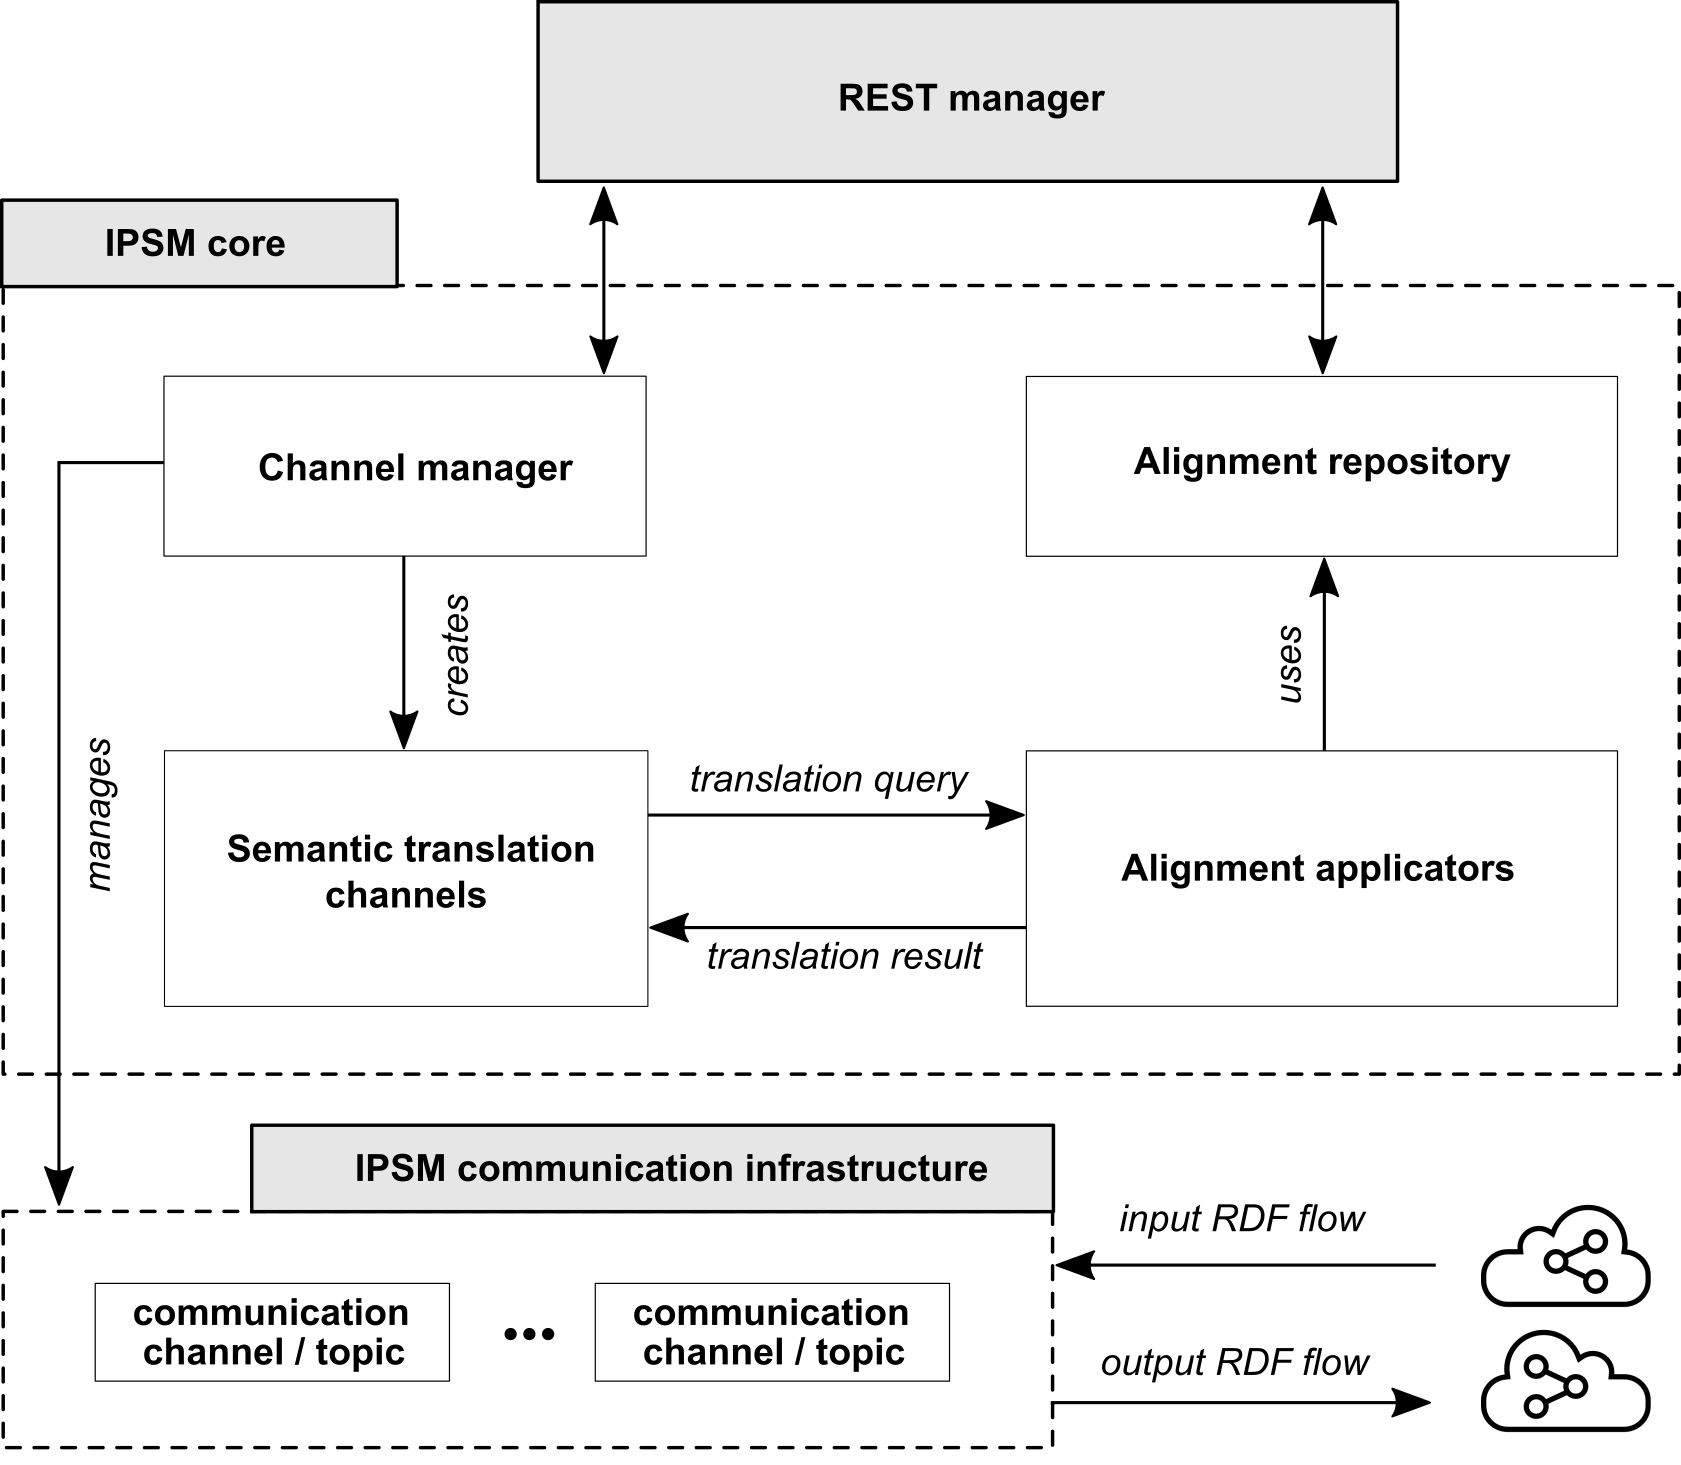 REST manager
IPSM core
Channel manager
Alignment repository
creates
uses
manages
translation query
Semantic translation
channels
Alignment applicators
translation result
IPSM communication infrastructure
input RDF flow
communication
channel / topic
•••
communication
channel / topic
output RDF flow